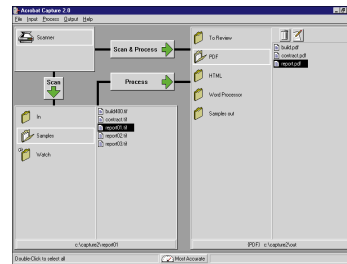 Acrobat Capture 2.0
File Input Process Output Help
Scanner
Scan & Process
Scan
Process
In
Samples
Watch
build400.tif
contract.tif
report01.tif
report02.tif
report03.tif
c:\capture2\report01
To Review
PDF
HTML
Word Processor
Samples out
build.pdf
contract.pdf
report.pdf
(PDF) c:\capture2\out
Double-Click to select all
Most Accurate